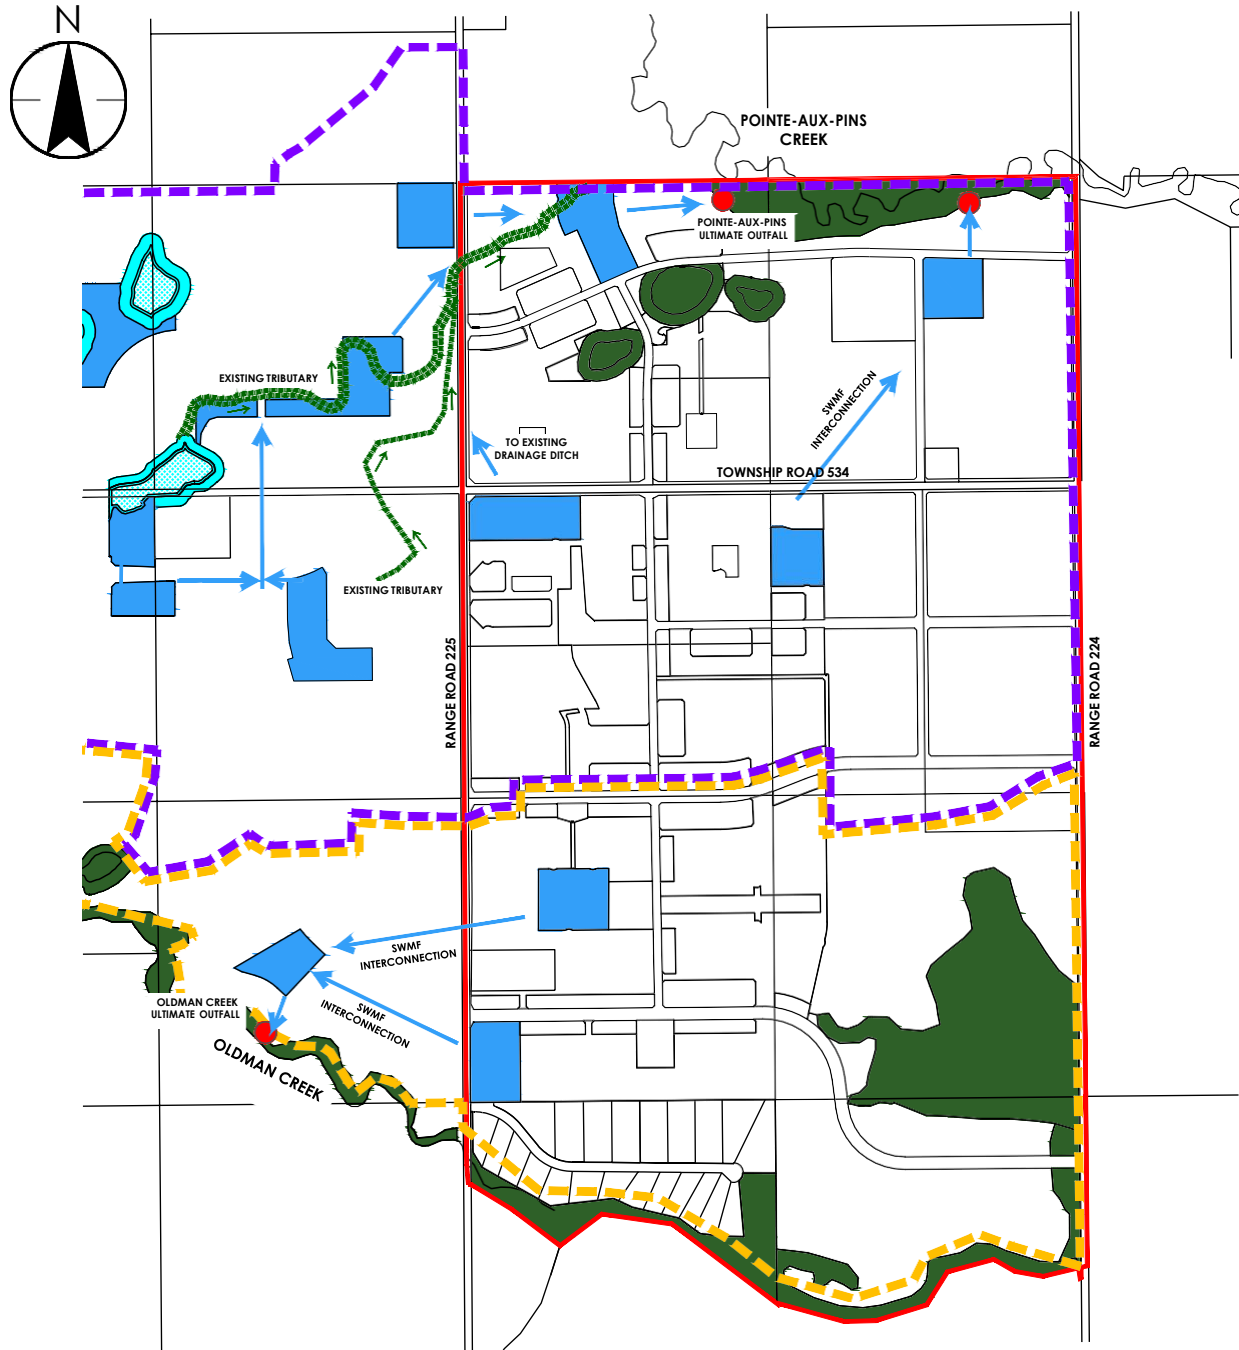 N
POINTE-AUX-PINS
CREEK
POINTE-AUX-PINS
ULTIMATE OUTFALL
EXISTING TRIBUTARY
SWMF
INTERCONNECTION
TO EXISTING
DRAINAGE DITCH
TOWNSHIP ROAD 534
EXISTING TRIBUTARY
RANGE ROAD 225
RANGE ROAD 224
SWMF
INTERCONNECTION
OLDMAN CREEK
ULTIMATE OUTFALL
SWMF
INTERCONNECTION
OLDMAN CREEK